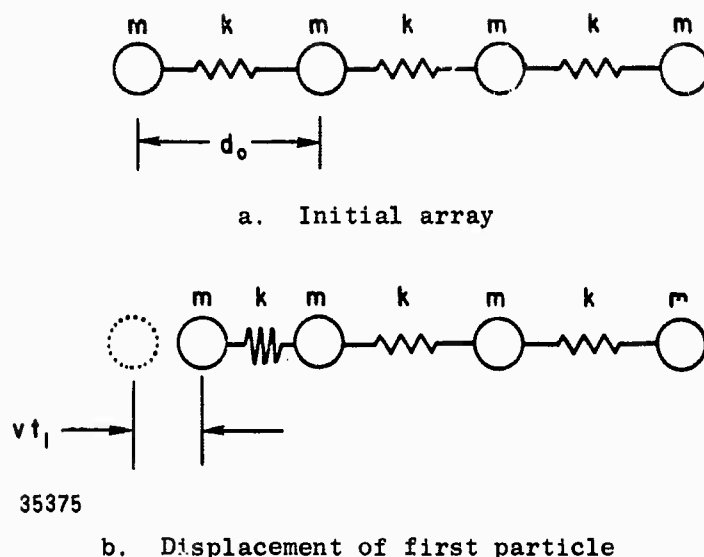 m k m k m k m
d₀
a. Initial array
m k m k m k m
vt₁
35375
b. Displacement of first particle